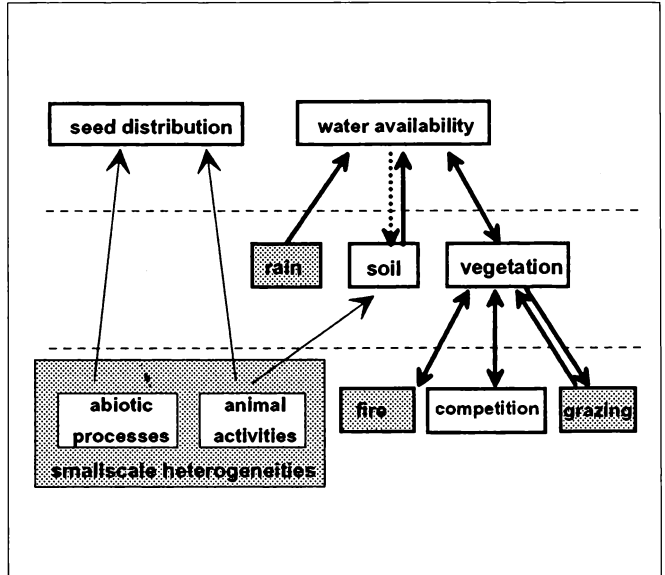 seed distribution
water availability
rain
soil
vegetation
abiotic
processes
animal
activities
smallscale heterogeneities
fire
competition
grazing